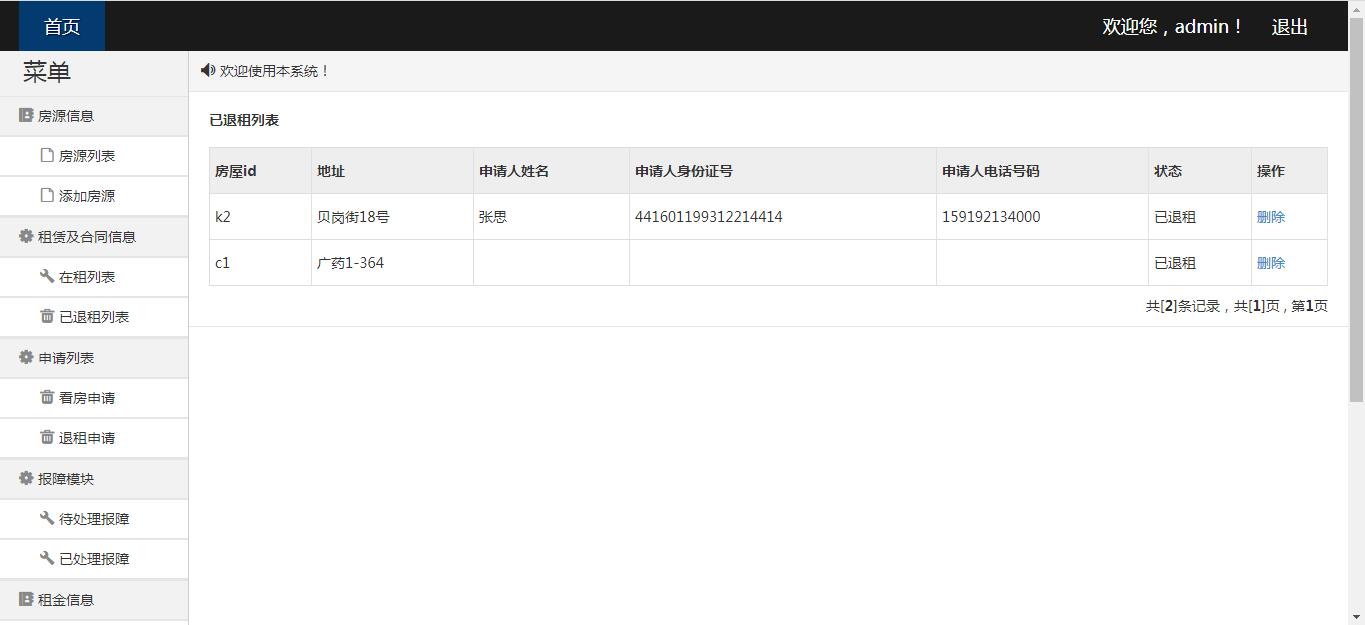 首页
欢迎您，admin！ 退出
菜单
房源信息
房源列表
添加房源
租赁及合同信息
在租列表
已退租列表
申请列表
看房申请
退租申请
报障模块
待处理报障
已处理报障
租金信息
欢迎使用本系统！
已退租列表
房屋id 地址 申请人姓名 申请人身份证号 申请人电话号码 状态 操作
k2 贝岗街18号 张思 441601199312214414 159192134000 已退租 删除
c1 广药1-364 已退租 删除
共[2]条记录，共[1]页，第1页